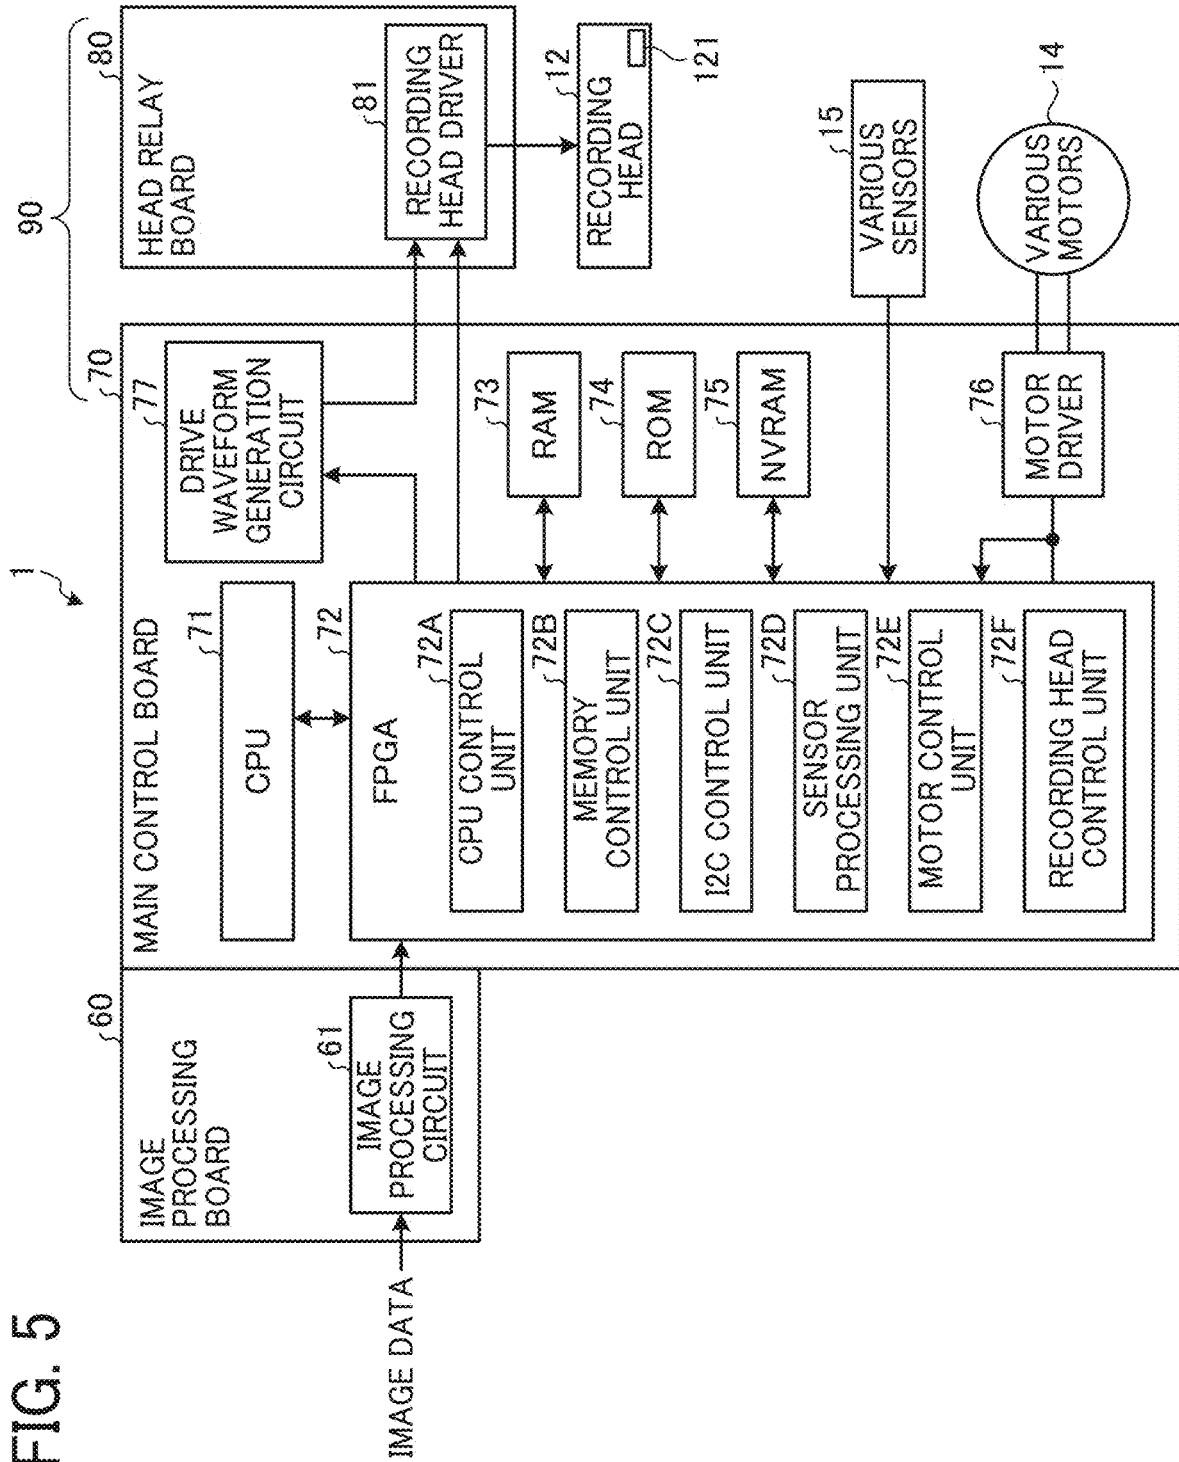 FIG. 5
1
90
IMAGE DATA
60
IMAGE
PROCESSING
BOARD
61
IMAGE
PROCESSING
CIRCUIT
70
MAIN CONTROL BOARD
71
CPU
72
FPGA
72A
CPU CONTROL
UNIT
72B
MEMORY
CONTROL UNIT
72C
I2C CONTROL UNIT
72D
SENSOR
PROCESSING UNIT
72E
MOTOR CONTROL
UNIT
72F
RECORDING HEAD
CONTROL UNIT
77
DRIVE
WAVEFORM
GENERATION
CIRCUIT
73
RAM
74
ROM
75
NVRAM
76
MOTOR
DRIVER
80
HEAD RELAY
BOARD
81
RECORDING
HEAD DRIVER
12
RECORDING
HEAD
121
15
VARIOUS
SENSORS
14
VARIOUS
MOTORS